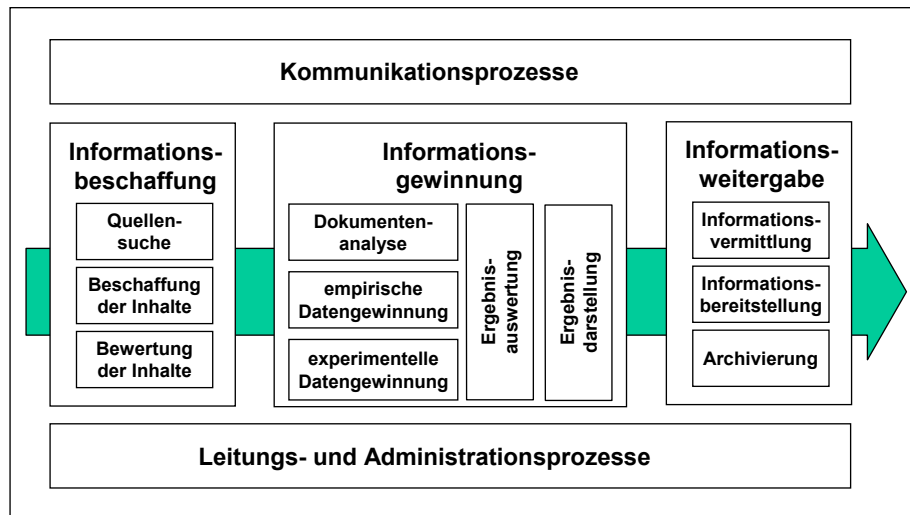 Kommunikationsprozesse
Informations-
beschaffung
Quellen-
suche
Beschaffung
der Inhalte
Bewertung
der Inhalte
Informations-
gewinnung
Dokumenten-
analyse
empirische
Datengewinnung
experimentelle
Datengewinnung
Ergebnis-
auswertung
Ergebnis-
darstellung
Informations-
weitergabe
Informations-
vermittlung
Informations-
bereitstellung
Archivierung
Leitungs- und Administrationsprozesse